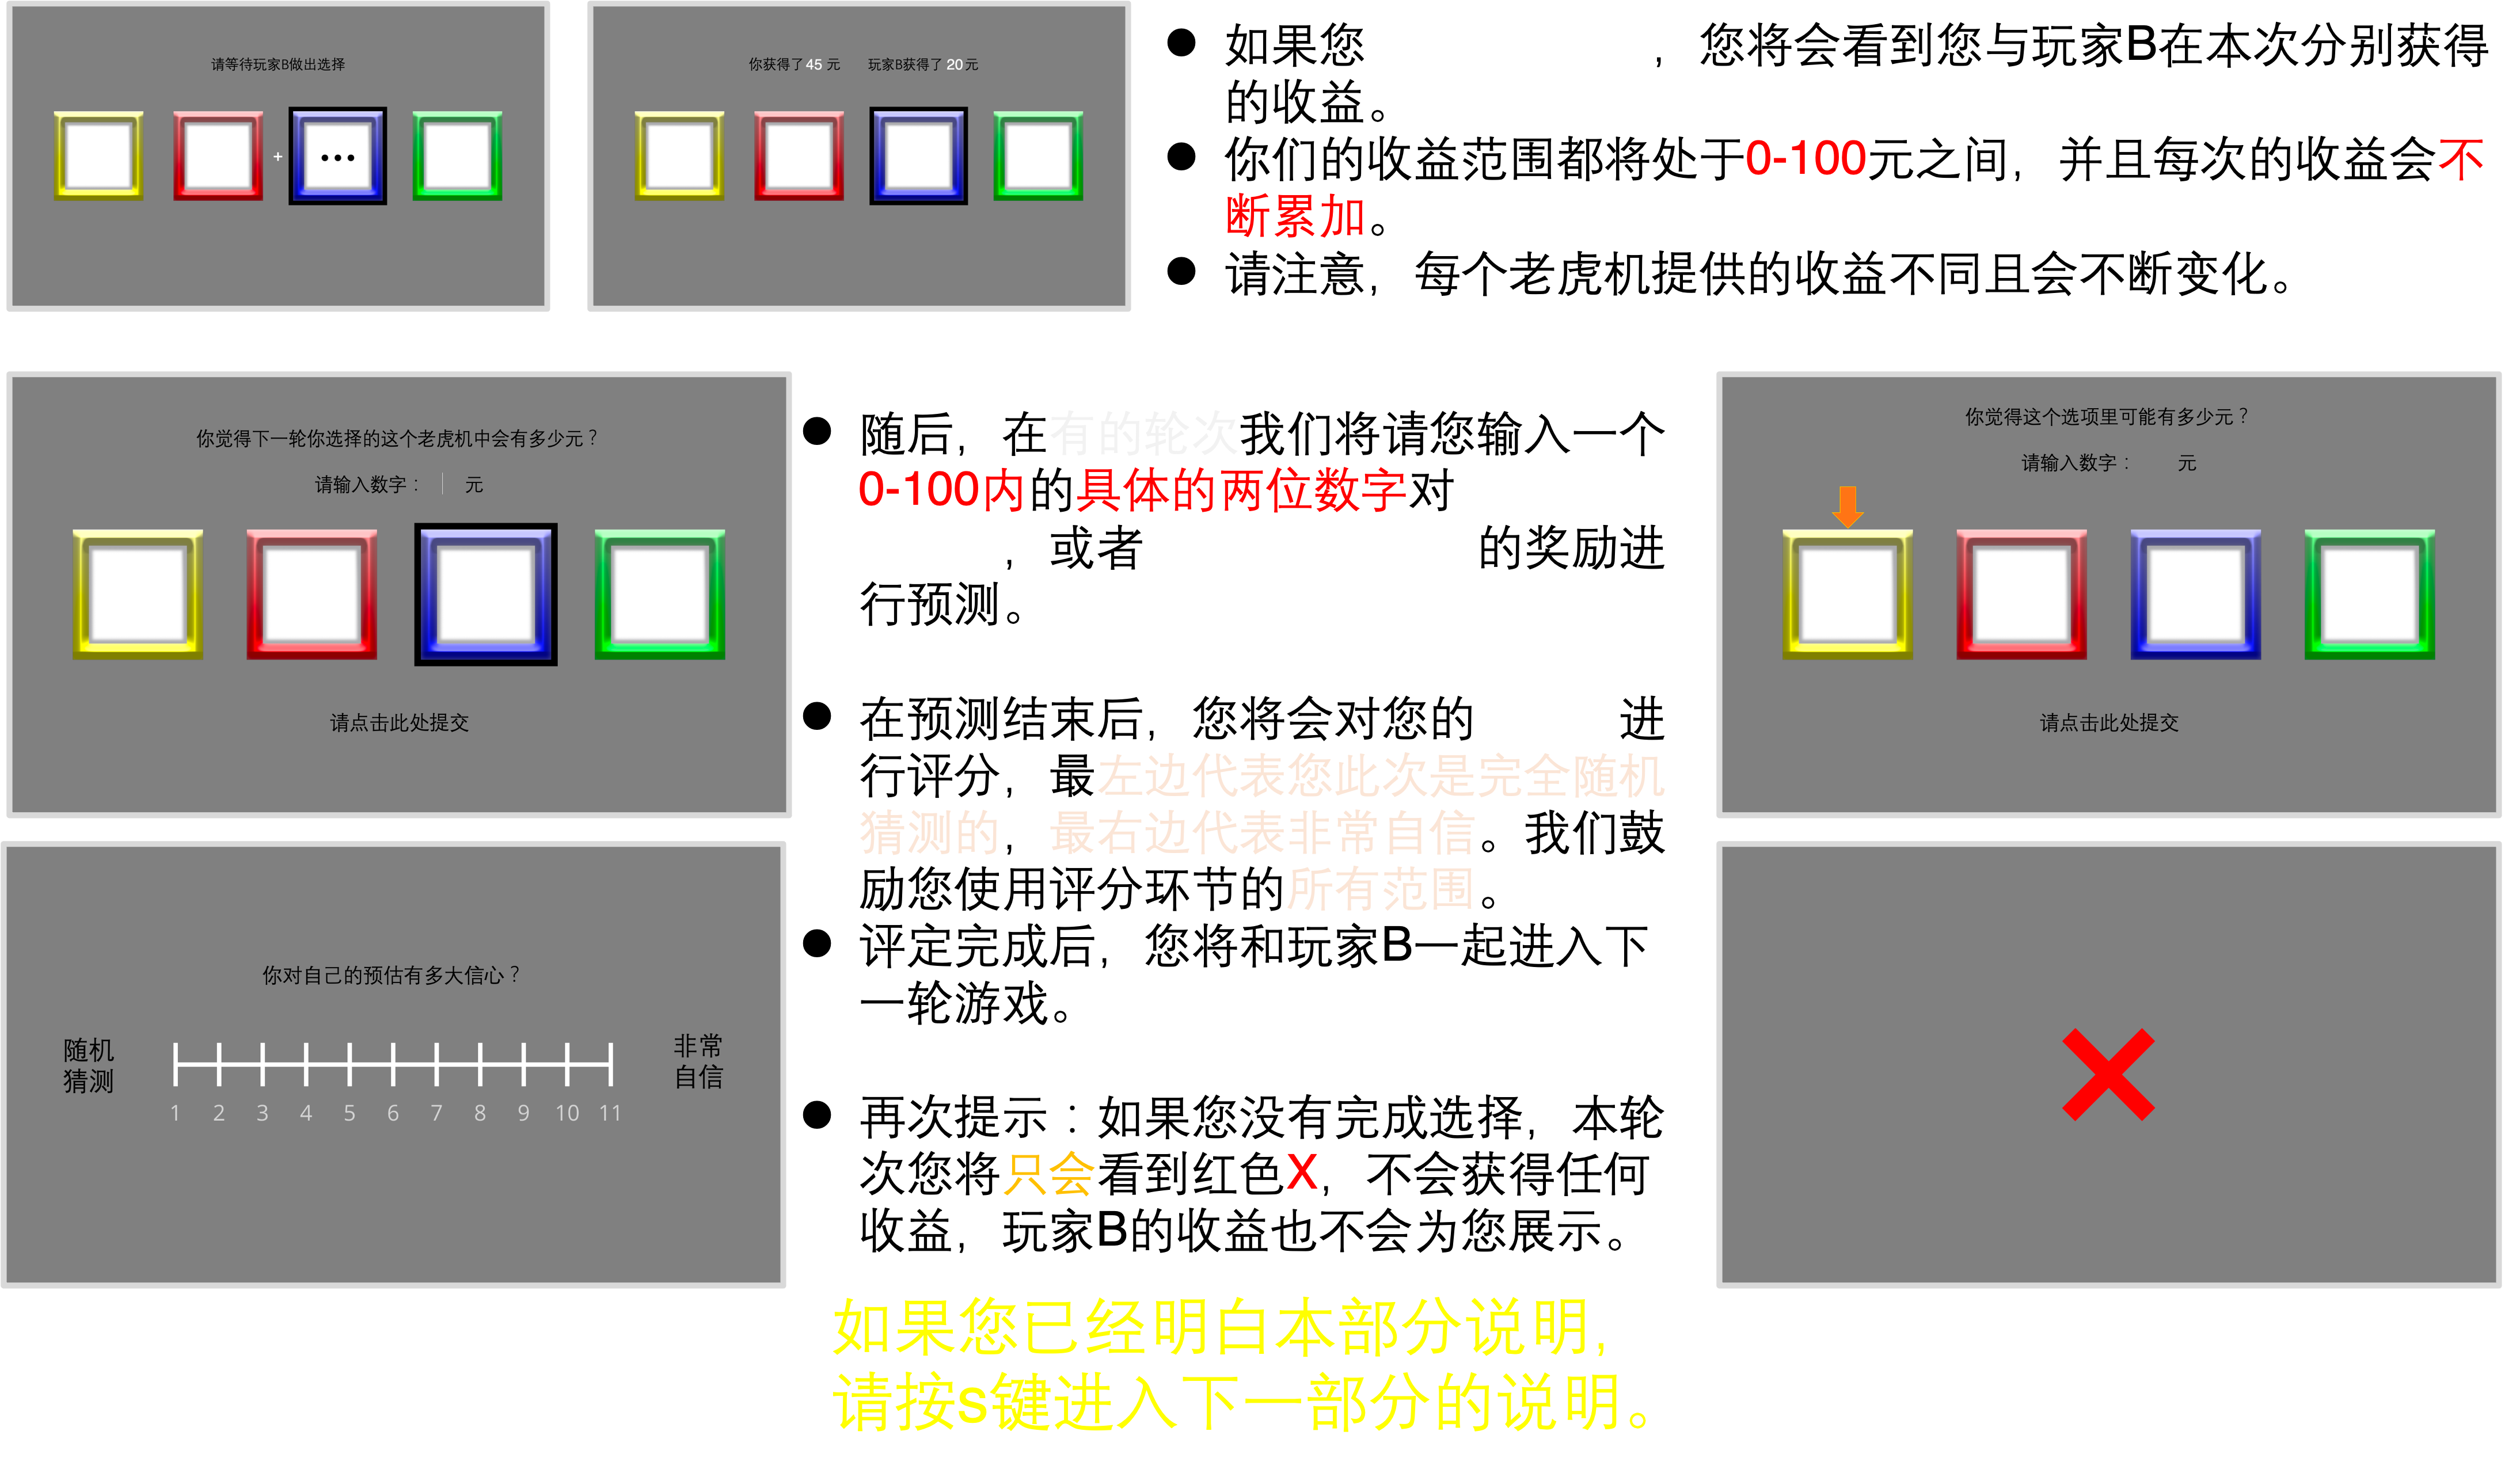 请等待玩家B做出选择
+
你获得了 45 元 玩家B获得了 20 元
● 如果您 ，您将会看到您与玩家B在本次分别获得
的收益。
● 你们的收益范围都将处于0-100元之间，并且每次的收益会不
断累加。
● 请注意，每个老虎机提供的收益不同且会不断变化。
你觉得下一轮你选择的这个老虎机中会有多少元？
请输入数字： 元
请点击此处提交
● 随后，在有的轮次我们将请您输入一个
0-100内的具体的两位数字对
，或者 的奖励进
行预测。
● 在预测结束后，您将会对您的 进
行评分，最左边代表您此次是完全随机
猜测的，最右边代表非常自信。我们鼓
励您使用评分环节的所有范围。
● 评定完成后，您将和玩家B一起进入下
一轮游戏。
● 再次提示：如果您没有完成选择，本轮
次您将只会看到红色X，不会获得任何
收益，玩家B的收益也不会为您展示。
你觉得这个选项里可能有多少元？
请输入数字： 元
请点击此处提交
你对自己的预估有多大信心？
随机
猜测
非常
自信
1 2 3 4 5 6 7 8 9 10 11
如果您已经明白本部分说明，
请按s键进入下一部分的说明。